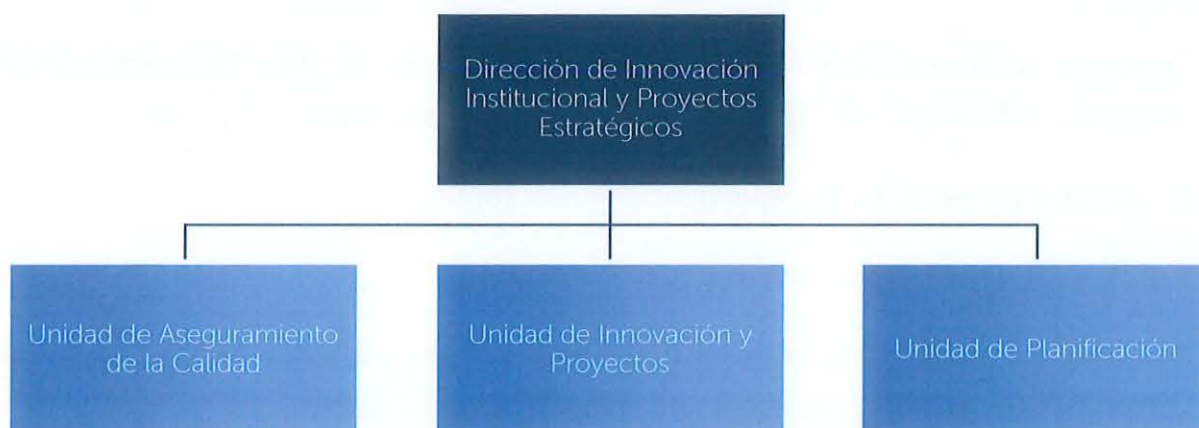 Dirección de Innovación
Institucional y Proyectos
Estratégicos
Unidad de Aseguramiento
de la Calidad
Unidad de Innovación y
Proyectos
Unidad de Planificación